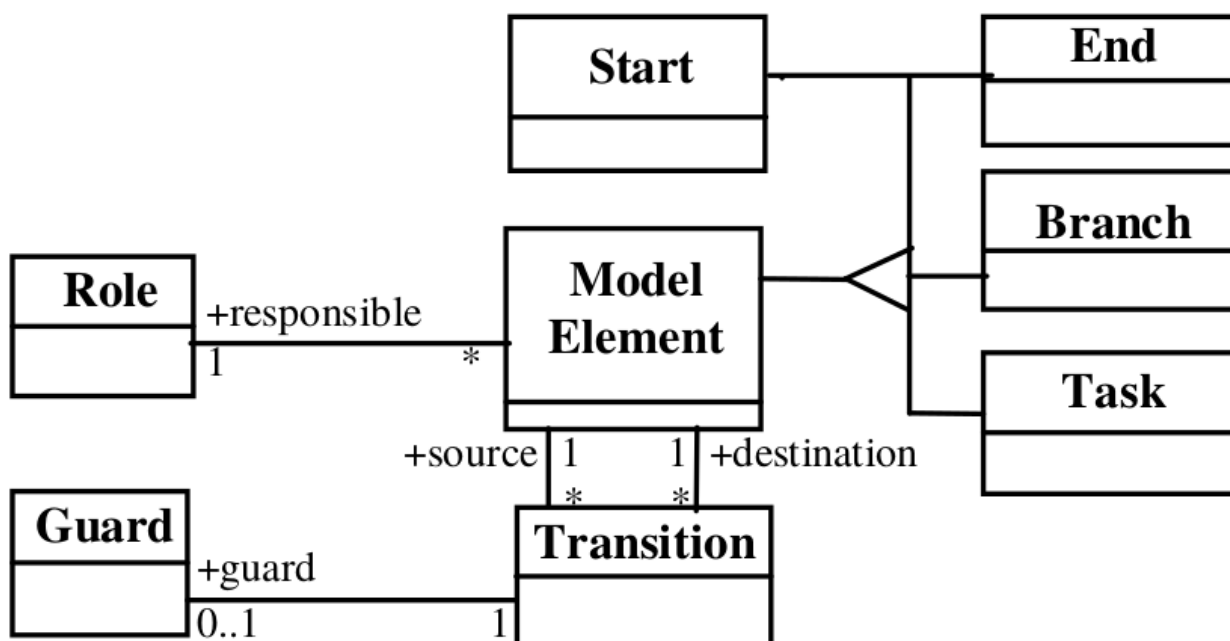 Start
End
Branch
Role
+responsible
1
*
Model
Element
Task
+source
1
1
+destination
*
*
Guard
+guard
0..1
1
Transition